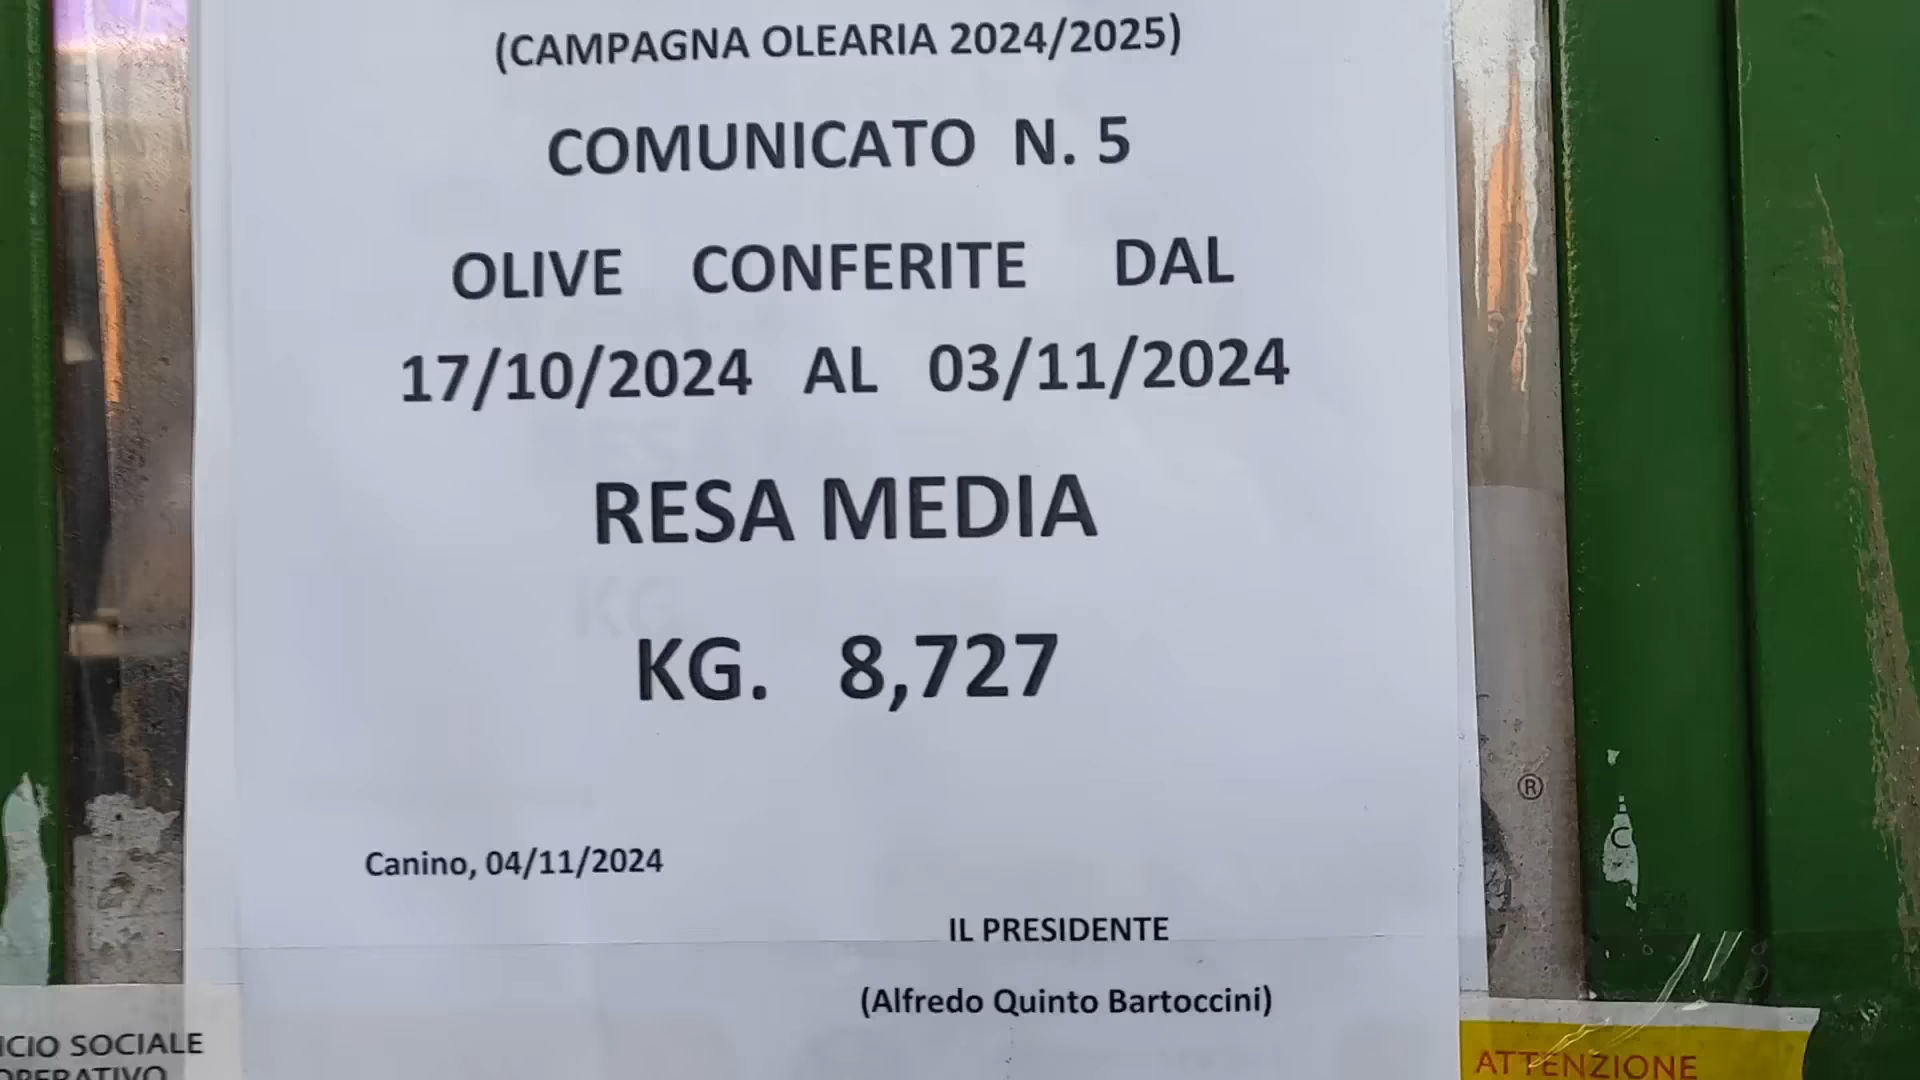 (CAMPAGNA OLEARIA 2024/2025)
COMUNICATO N. 5
OLIVE CONFERITE DAL
17/10/2024 AL 03/11/2024
RESA MEDIA
KG. 8,727
Canino, 04/11/2024
IL PRESIDENTE
(Alfredo Quinto Bartoccini)
ICIO SOCIALE
OPERATIVO
ATTENZIONE
®
C